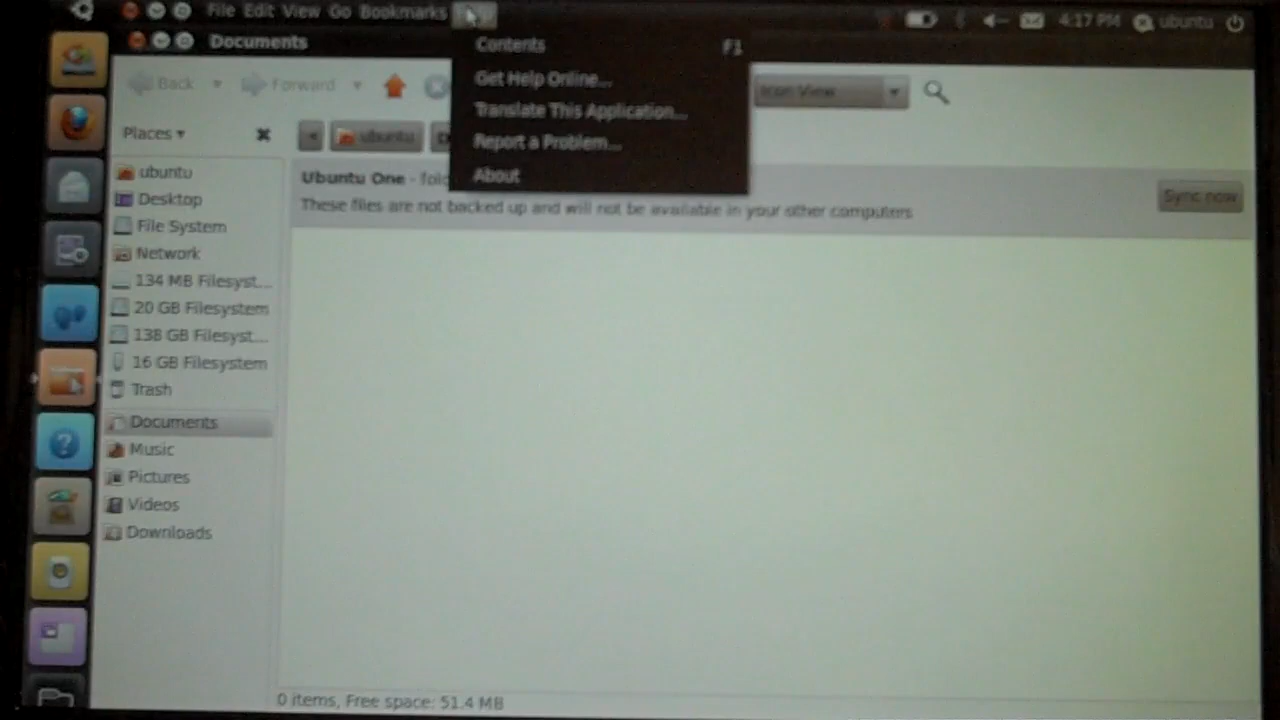 File Edit View Go Bookmarks
4:17 PM ubuntu
Documents
Contents F1
Get Help Online...
Translate This Application...
Report a Problem...
About
Back Forward
Icon View
Places
ubuntu
ubuntu
Desktop
File System
Network
134 MB Filesyst...
20 GB Filesystem
138 GB Filesyst...
16 GB Filesystem
Trash
Documents
Music
Pictures
Videos
Downloads
Ubuntu One - fol
These files are not backed up and will not be available in your other computers
Sync now
0 items, Free space: 51.4 MB